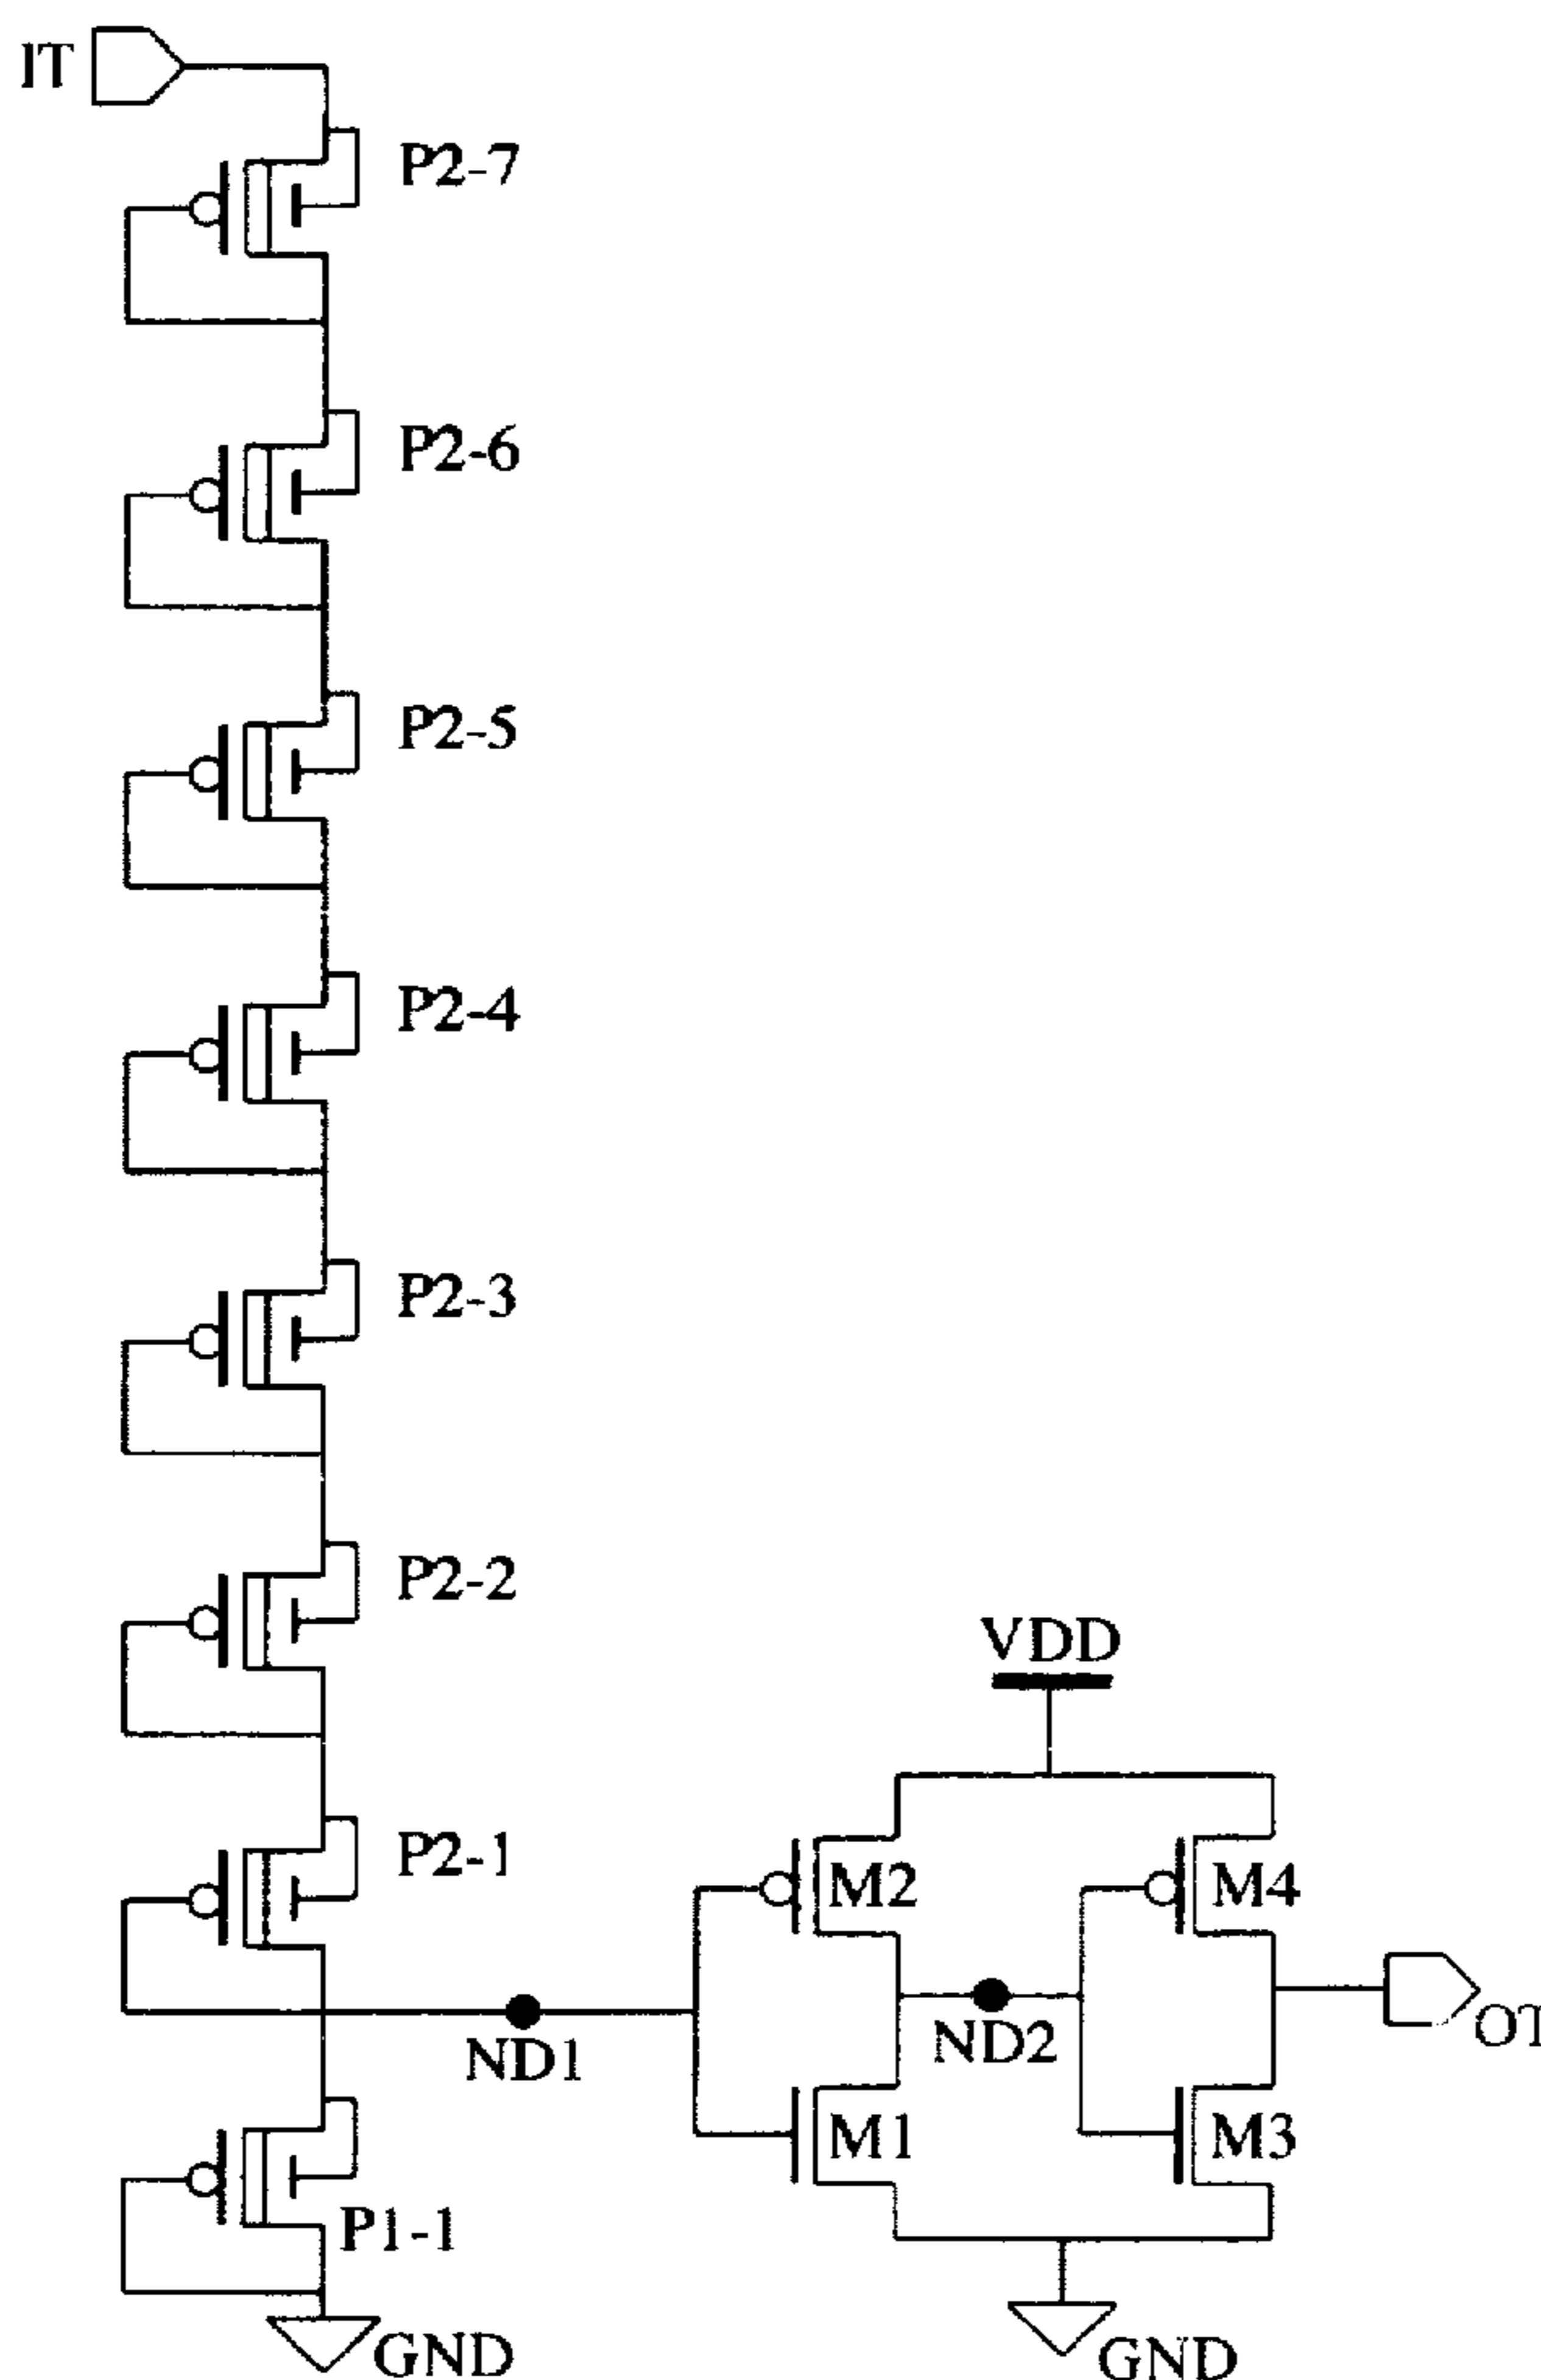 IT
P2-7
P2-6
P2-5
P2-4
P2-3
P2-2
VDD
P2-1
M2
M4
ND1
ND2
OT
M1
M3
P1-1
GND
GND